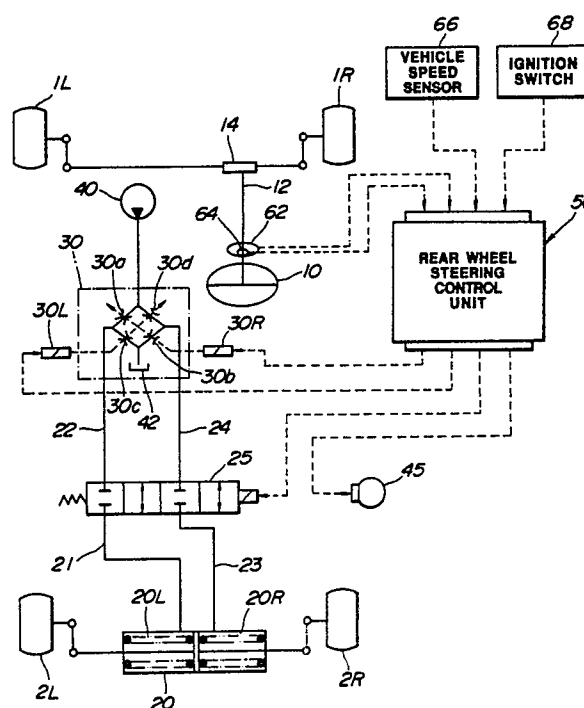 66
68
VEHICLE
SPEED
SENSOR
IGNITION
SWITCH
1L
1R
14
12
40
64
62
10
REAR WHEEL
STEERING
CONTROL
UNIT
30
30a
30d
30L
30R
30c
42
30b
22
24
25
45
21
23
20L
20R
2L
20
2R